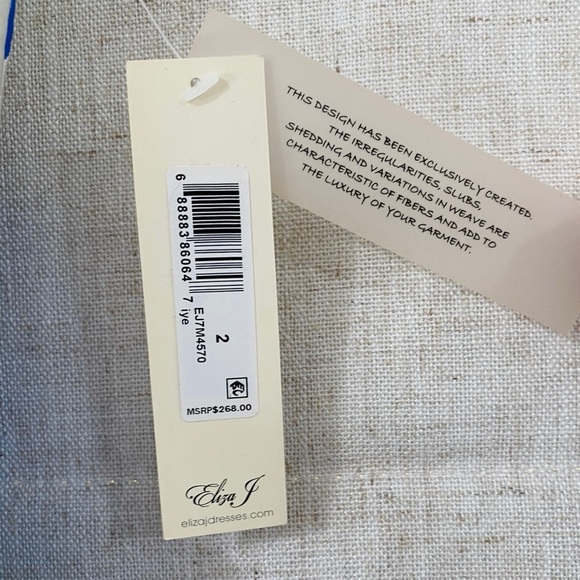 THIS DESIGN HAS BEEN EXCLUSIVELY CREATED.
THE IRREGULARITIES, SLUBS,
SHEDDING AND VARIATIONS IN WEAVE ARE
CHARACTERISTIC OF FIBERS AND ADD TO
THE LUXURY OF YOUR GARMENT.
6 88883 86064 7
EJ7M4570
iye
2
MSRP$268.00
Eliza J
elizajdresses.com